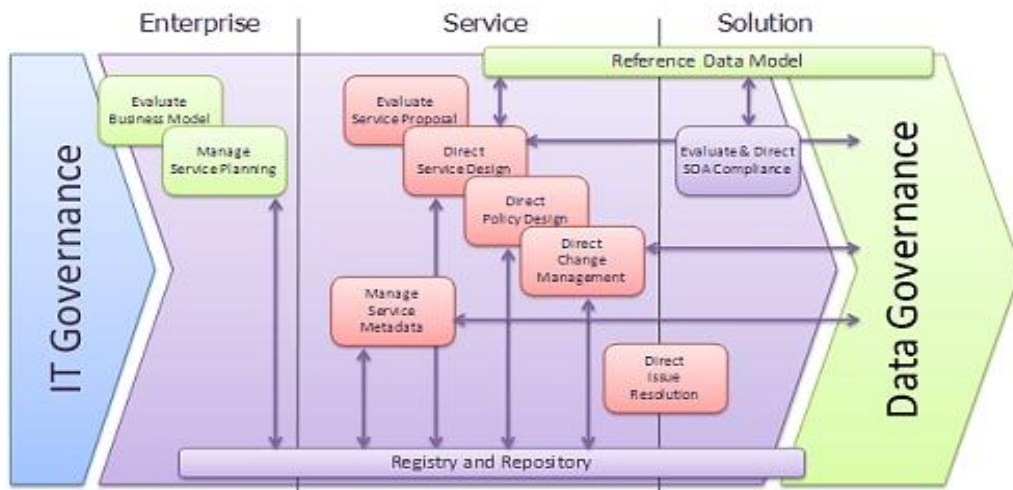 Enterprise
Service
Solution
Reference Data Model
Evaluate
Business Model
Manage
Service Planning
Evaluate
Service Proposal
Direct
Service Design
Direct
Policy Design
Direct
Change
Management
Manage
Service
Metadata
Evaluate & Direct
SOA Compliance
Direct
Issue
Resolution
Registry and Repository
IT Governance
Data Governance